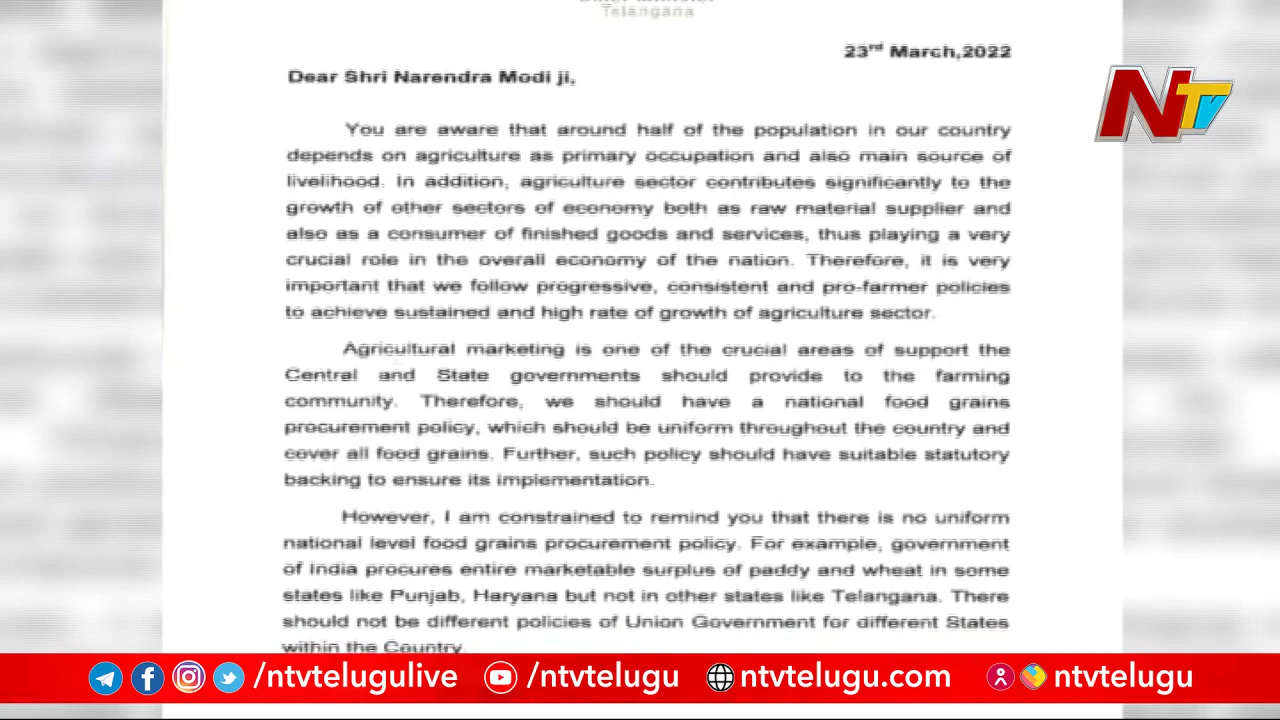 Telangana
23rd March,2022
Dear Shri Narendra Modi ji,
You are aware that around half of the population in our country
depends on agriculture as primary occupation and also main source of
livelihood. In addition, agriculture sector contributes significantly to the
growth of other sectors of economy both as raw material supplier and
also as a consumer of finished goods and services, thus playing a very
crucial role in the overall economy of the nation. Therefore, it is very
important that we follow progressive, consistent and pro-farmer policies
to achieve sustained and high rate of growth of agriculture sector.
Agricultural marketing is one of the crucial areas of support the
Central and State governments should provide to the farming
community. Therefore, we should have a national food grains
procurement policy, which should be uniform throughout the country and
cover all food grains. Further, such policy should have suitable statutory
backing to ensure its implementation.
However, I am constrained to remind you that there is no uniform
national level food grains procurement policy. For example, government
of India procures entire marketable surplus of paddy and wheat in some
states like Punjab, Haryana but not in other states like Telangana. There
should not be different policies of Union Government for different States
within the Country.
NTV
/ntvtelugulive
/ntvtelugu
ntvtelugu.com
ntvtelugu